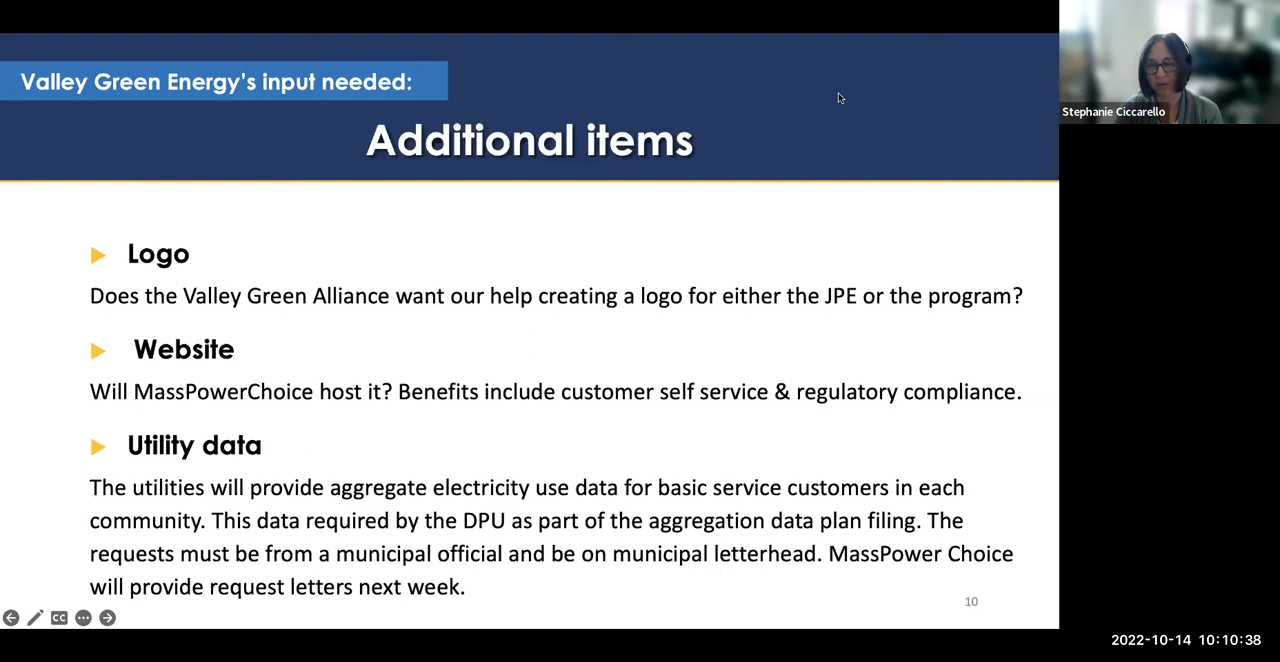 Valley Green Energy's input needed:
Additional items
Stephanie Ciccarello
Logo
Does the Valley Green Alliance want our help creating a logo for either the JPE or the program?
Website
Will MassPowerChoice host it? Benefits include customer self service & regulatory compliance.
Utility data
The utilities will provide aggregate electricity use data for basic service customers in each
community. This data required by the DPU as part of the aggregation data plan filing. The
requests must be from a municipal official and be on municipal letterhead. MassPower Choice
will provide request letters next week.
10
CC
2022-10-14 10:10:38